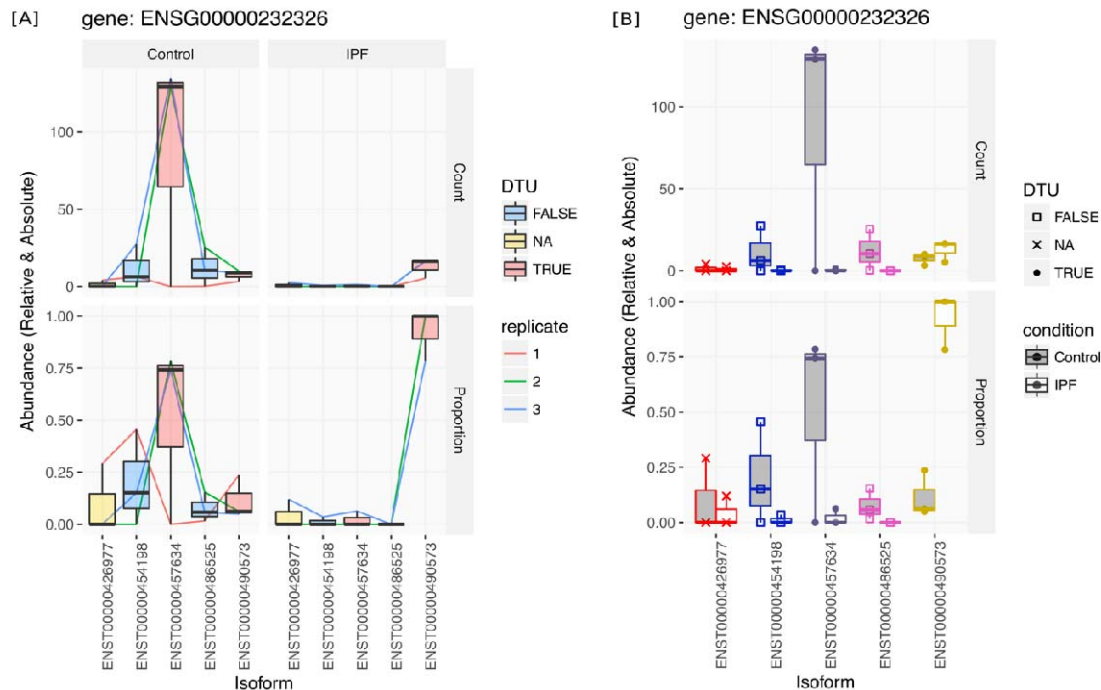 [A] gene: ENSG00000232326
Control IPF
Abundance (Relative & Absolute)
100
50
0
Count
1.00
0.75
0.50
0.25
0.00
Proportion
ENST00000426977
ENST00000454198
ENST00000457634
ENST00000486525
ENST00000490573
ENST00000426977
ENST00000454198
ENST00000457634
ENST00000486525
ENST00000490573
Isoform
DTU
FALSE
NA
TRUE
replicate
1
2
3
[B] gene: ENSG00000232326
Abundance (Relative & Absolute)
100
50
0
Count
1.00
0.75
0.50
0.25
0.00
Proportion
ENST00000426977
ENST00000454198
ENST00000457634
ENST00000486525
ENST00000490573
Isoform
DTU
FALSE
NA
TRUE
condition
Control
IPF